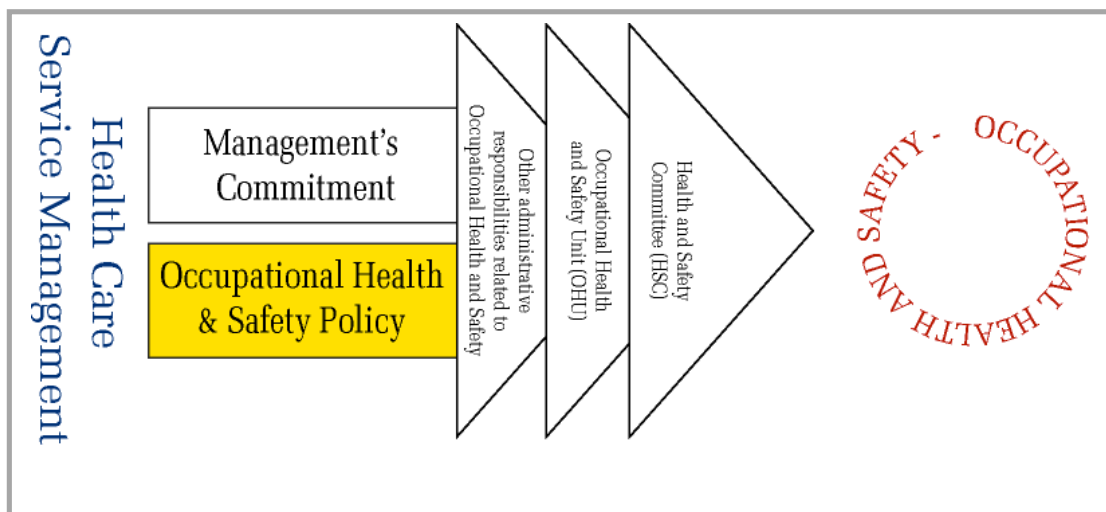 Health Care
Service Management
Management's
Commitment
Occupational Health
& Safety Policy
Other administrative
responsibilities related to
Occupational Health and Safety
Occupational Health
and Safety Unit (OHU)
Health and Safety
Committee (HSC)
OCCUPATIONAL HEALTH AND SAFETY -